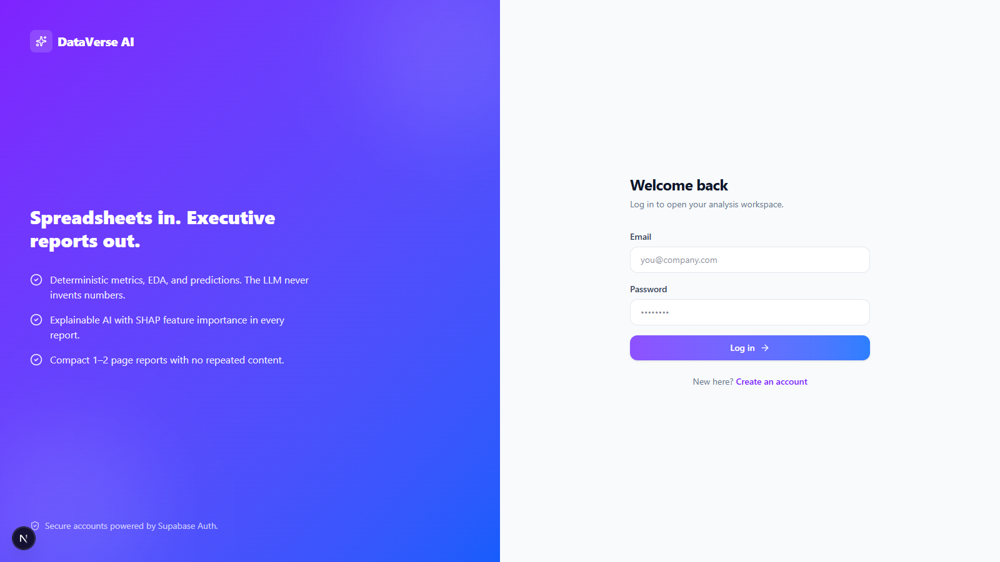 DataVerse AI
Spreadsheets in. Executive
reports out.
Deterministic metrics, EDA, and predictions. The LLM never
invents numbers.
Explainable AI with SHAP feature importance in every
report.
Compact 1–2 page reports with no repeated content.
Secure accounts powered by Supabase Auth.
N
Welcome back
Log in to open your analysis workspace.
Email
you@company.com
Password
••••••••
Log in →
New here? Create an account